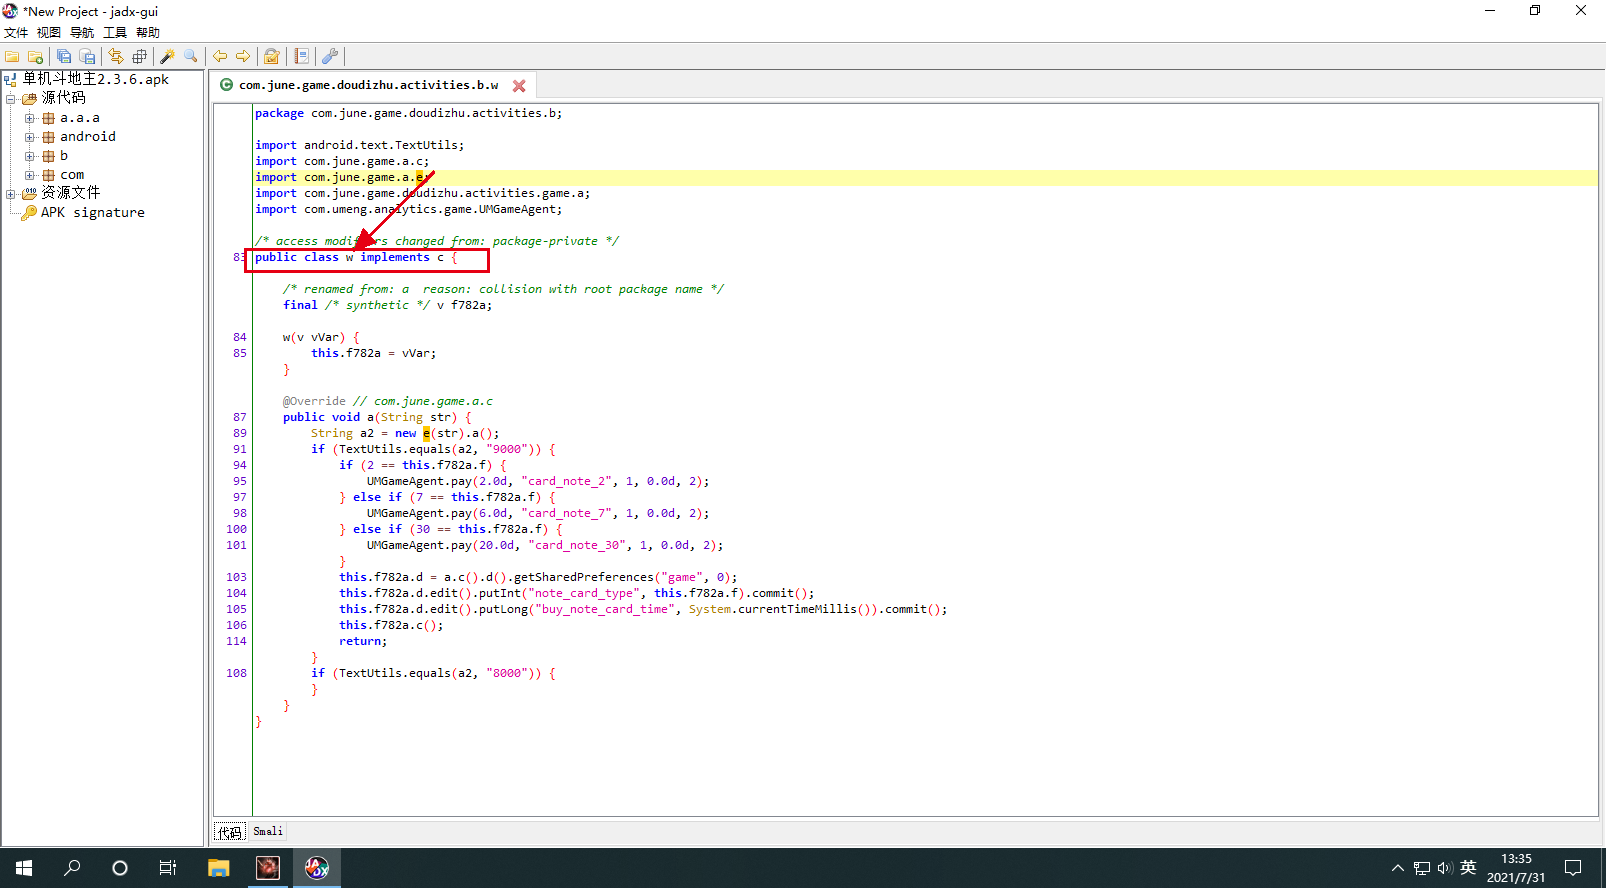 *New Project - jadx-gui
文件 视图 导航 工具 帮助
单机斗地主2.3.6.apk
源代码
a.a.a
android
b
com
资源文件
APK signature
com.june.game.doudizhu.activities.b.w
package com.june.game.doudizhu.activities.b;
import android.text.TextUtils;
import com.june.game.a.c;
import com.june.game.a.e;
import com.june.game.doudizhu.activities.game.a;
import com.umeng.analytics.game.UMGameAgent;
/* access modifiers changed from: package-private */
83 public class w implements c {
/* renamed from: a  reason: collision with root package name */
final /* synthetic */ v f782a;
84 w(v vVar) {
85 this.f782a = vVar;
}
@Override // com.june.game.a.c
87 public void a(String str) {
89 String a2 = new e(str).a();
91 if (TextUtils.equals(a2, "9000")) {
94 if (2 == this.f782a.f) {
95 UMGameAgent.pay(2.0d, "card_note_2", 1, 0.0d, 2);
97 } else if (7 == this.f782a.f) {
98 UMGameAgent.pay(6.0d, "card_note_7", 1, 0.0d, 2);
100 } else if (30 == this.f782a.f) {
101 UMGameAgent.pay(20.0d, "card_note_30", 1, 0.0d, 2);
}
103 this.f782a.d = a.c().d().getSharedPreferences("game", 0);
104 this.f782a.d.edit().putInt("note_card_type", this.f782a.f).commit();
105 this.f782a.d.edit().putLong("buy_note_card_time", System.currentTimeMillis()).commit();
106 this.f782a.c();
114 return;
}
108 if (TextUtils.equals(a2, "8000")) {
}
}
}
代码 Smali
英
13:35
2021/7/31